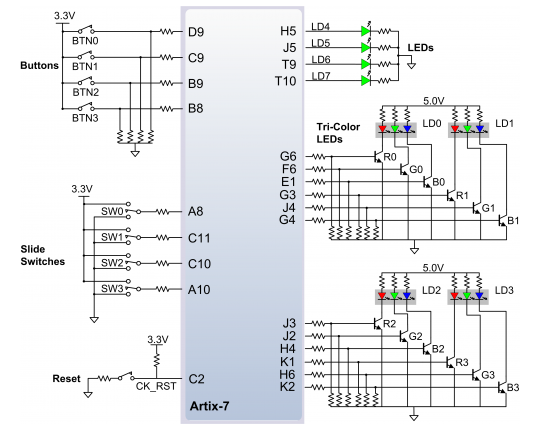 3.3V
BTN0
BTN1
BTN2
BTN3
Buttons
D9
C9
B9
B8
H5
J5
T9
T10
LD4
LD5
LD6
LD7
LEDs
5.0V
LD0
LD1
Tri-Color
LEDs
G6
F6
E1
G3
J4
G4
R0
G0
B0
R1
G1
B1
3.3V
SW0
SW1
SW2
SW3
Slide
Switches
A8
C11
C10
A10
5.0V
LD2
LD3
J3
J2
H4
K1
H6
K2
R2
G2
B2
R3
G3
B3
3.3V
Reset
CK_RST
C2
Artix-7